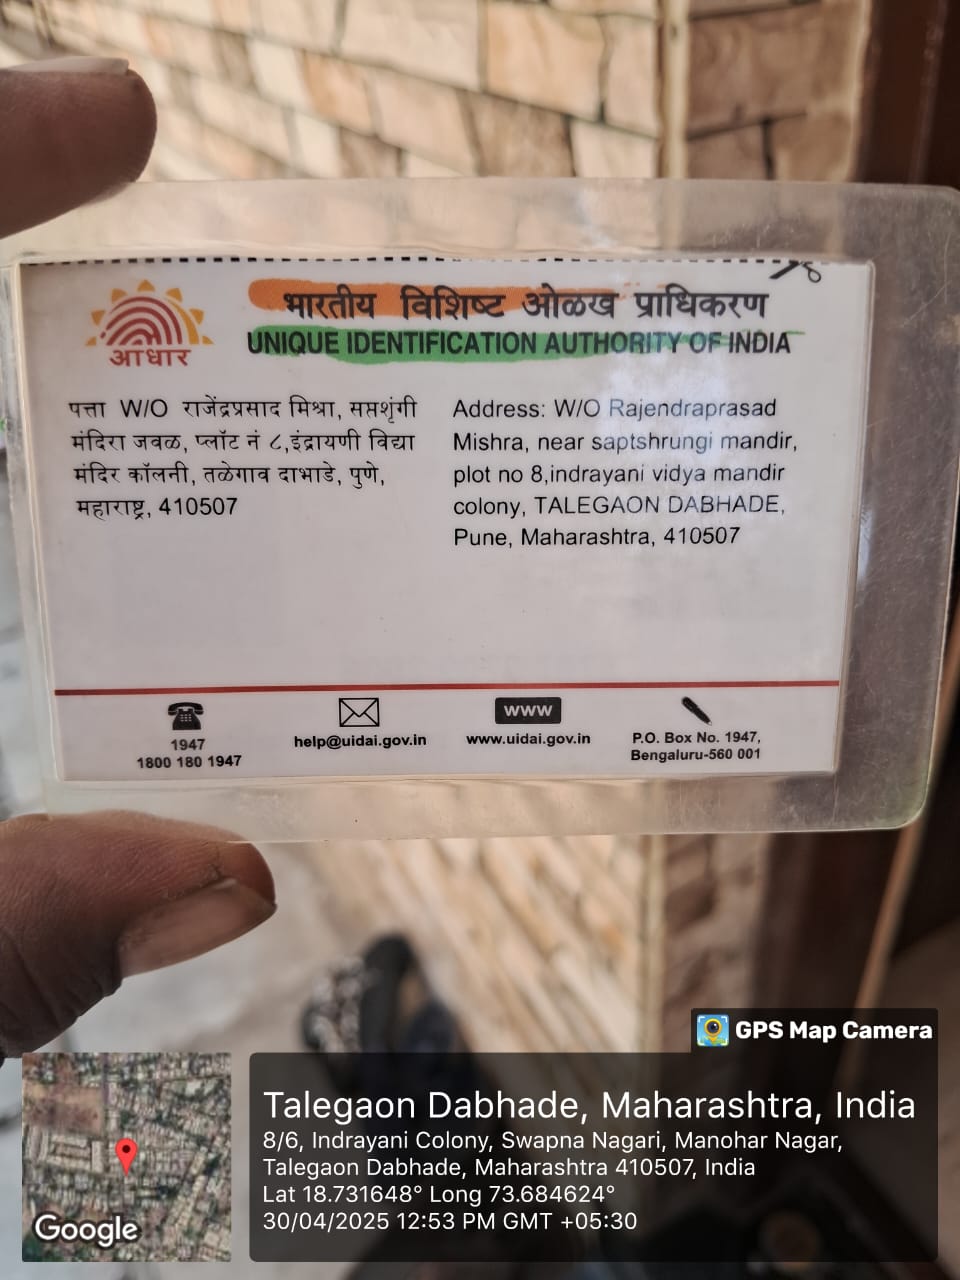 भारतीय विशिष्ट ओळख प्राधिकरण
UNIQUE IDENTIFICATION AUTHORITY OF INDIA
आधार
पत्ता W/O राजेंद्रप्रसाद मिश्रा, सप्तशृंगी
मंदिरा जवळ, प्लॉट नं ८,इंद्रायणी विद्या
मंदिर कॉलनी, तळेगाव दाभाडे, पुणे,
महाराष्ट्र, 410507
Address: W/O Rajendraprasad
Mishra, near saptshrungi mandir,
plot no 8,indrayani vidya mandir
colony, TALEGAON DABHADE,
Pune, Maharashtra, 410507
1947
1800 180 1947
help@uidai.gov.in
www
www.uidai.gov.in
P.O. Box No. 1947,
Bengaluru-560 001
GPS Map Camera
Talegaon Dabhade, Maharashtra, India
8/6, Indrayani Colony, Swapna Nagari, Manohar Nagar,
Talegaon Dabhade, Maharashtra 410507, India
Lat 18.731648° Long 73.684624°
30/04/2025 12:53 PM GMT +05:30
Google